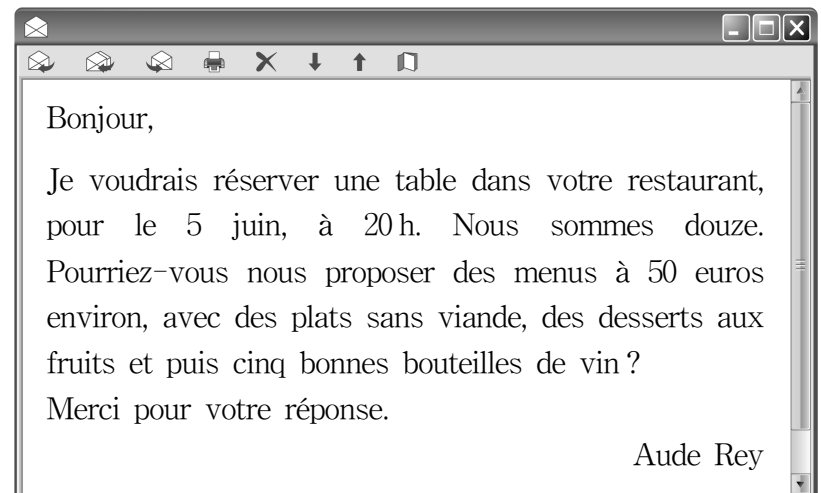 Bonjour,
Je voudrais réserver une table dans votre restaurant,
pour le 5 juin, à 20 h. Nous sommes douze.
Pourriez-vous nous proposer des menus à 50 euros
environ, avec des plats sans viande, des desserts aux
fruits et puis cinq bonnes bouteilles de vin ?
Merci pour votre réponse.
Aude Rey